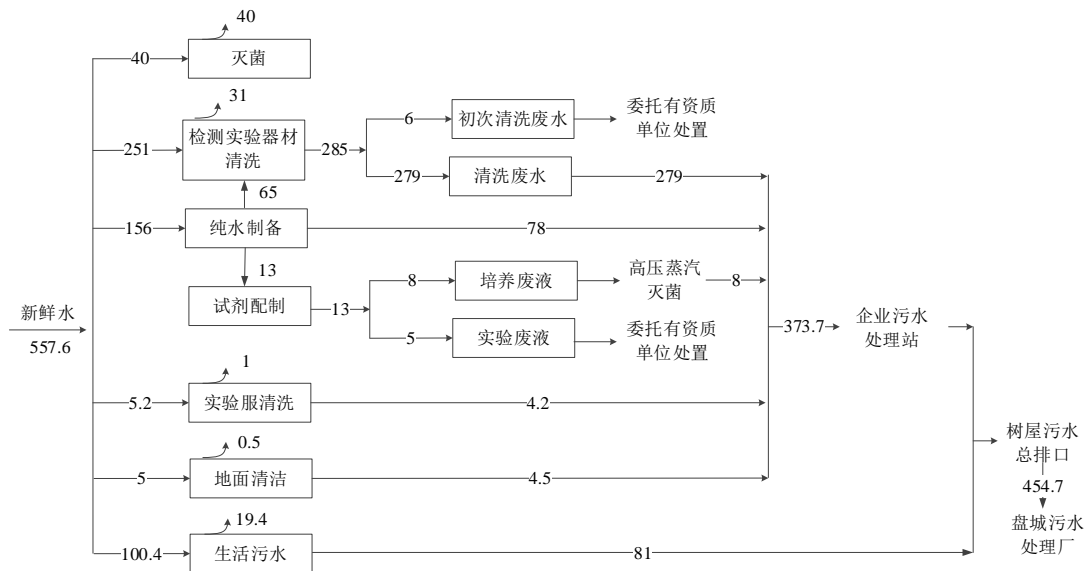 40
40
灭菌
31
251
检测实验器材
清洗
285
6
初次清洗废水
委托有资质
单位处置
279
清洗废水
279
65
156
纯水制备
78
13
试剂配制
13
8
培养废液
高压蒸汽
灭菌
8
5
实验废液
委托有资质
单位处置
新鲜水
557.6
373.7
企业污水
处理站
1
5.2
实验服清洗
4.2
0.5
5
地面清洁
4.5
树屋污水
总排口
454.7
盘城污水
处理厂
19.4
100.4
生活污水
81